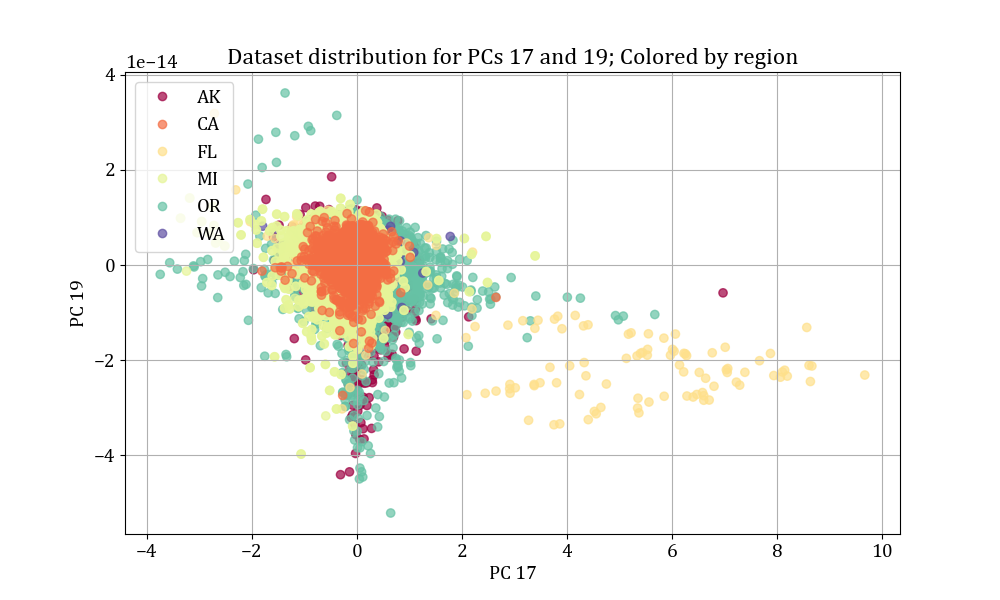 Dataset distribution for PCs 17 and 19; Colored by region
1e−14
4
2
0
−2
−4
PC 19
AK
CA
FL
MI
OR
WA
−4 −2 0 2 4 6 8 10
PC 17